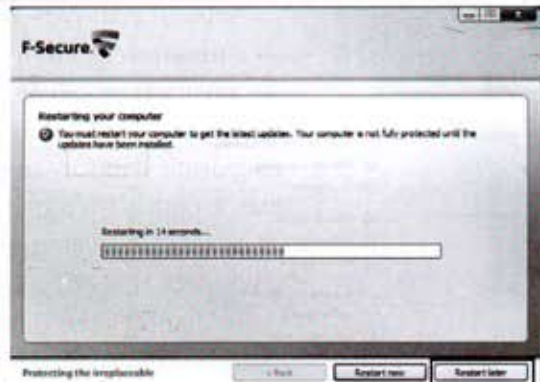 F-Secure.
Restarting your computer
You must restart your computer to get the latest updates. Your computer is not fully protected until the
updates have been installed.
Restarting in 14 seconds...
Protecting the irreplaceable
< Back
Restart now
Restart later